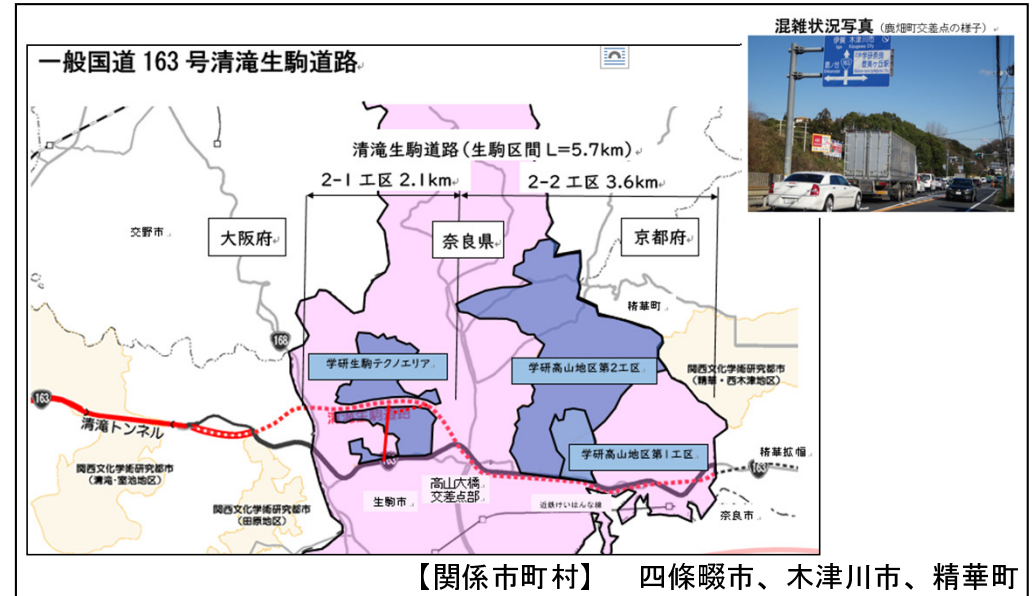 混雑状況写真（鹿畑町交差点の様子）
一般国道163号清滝生駒道路
清滝生駒道路（生駒区間 L=5.7km）
2-1 工区 2.1km
2-2 工区 3.6km
交野市
大阪府
奈良県
京都府
精華町
168
学研生駒テクノエリア
学研高山地区第2工区
関西文化学術研究都市
（精華・西木津地区）
163
清滝トンネル
清滝生駒道路
学研高山地区第1工区
精華拡幅
163
関西文化学術研究都市
（清滝・室池地区）
高山大橋
交差点部
生駒市
関西文化学術研究都市
（田原地区）
近鉄けいはんな線
奈良市
【関係市町村】　四條畷市、木津川市、精華町